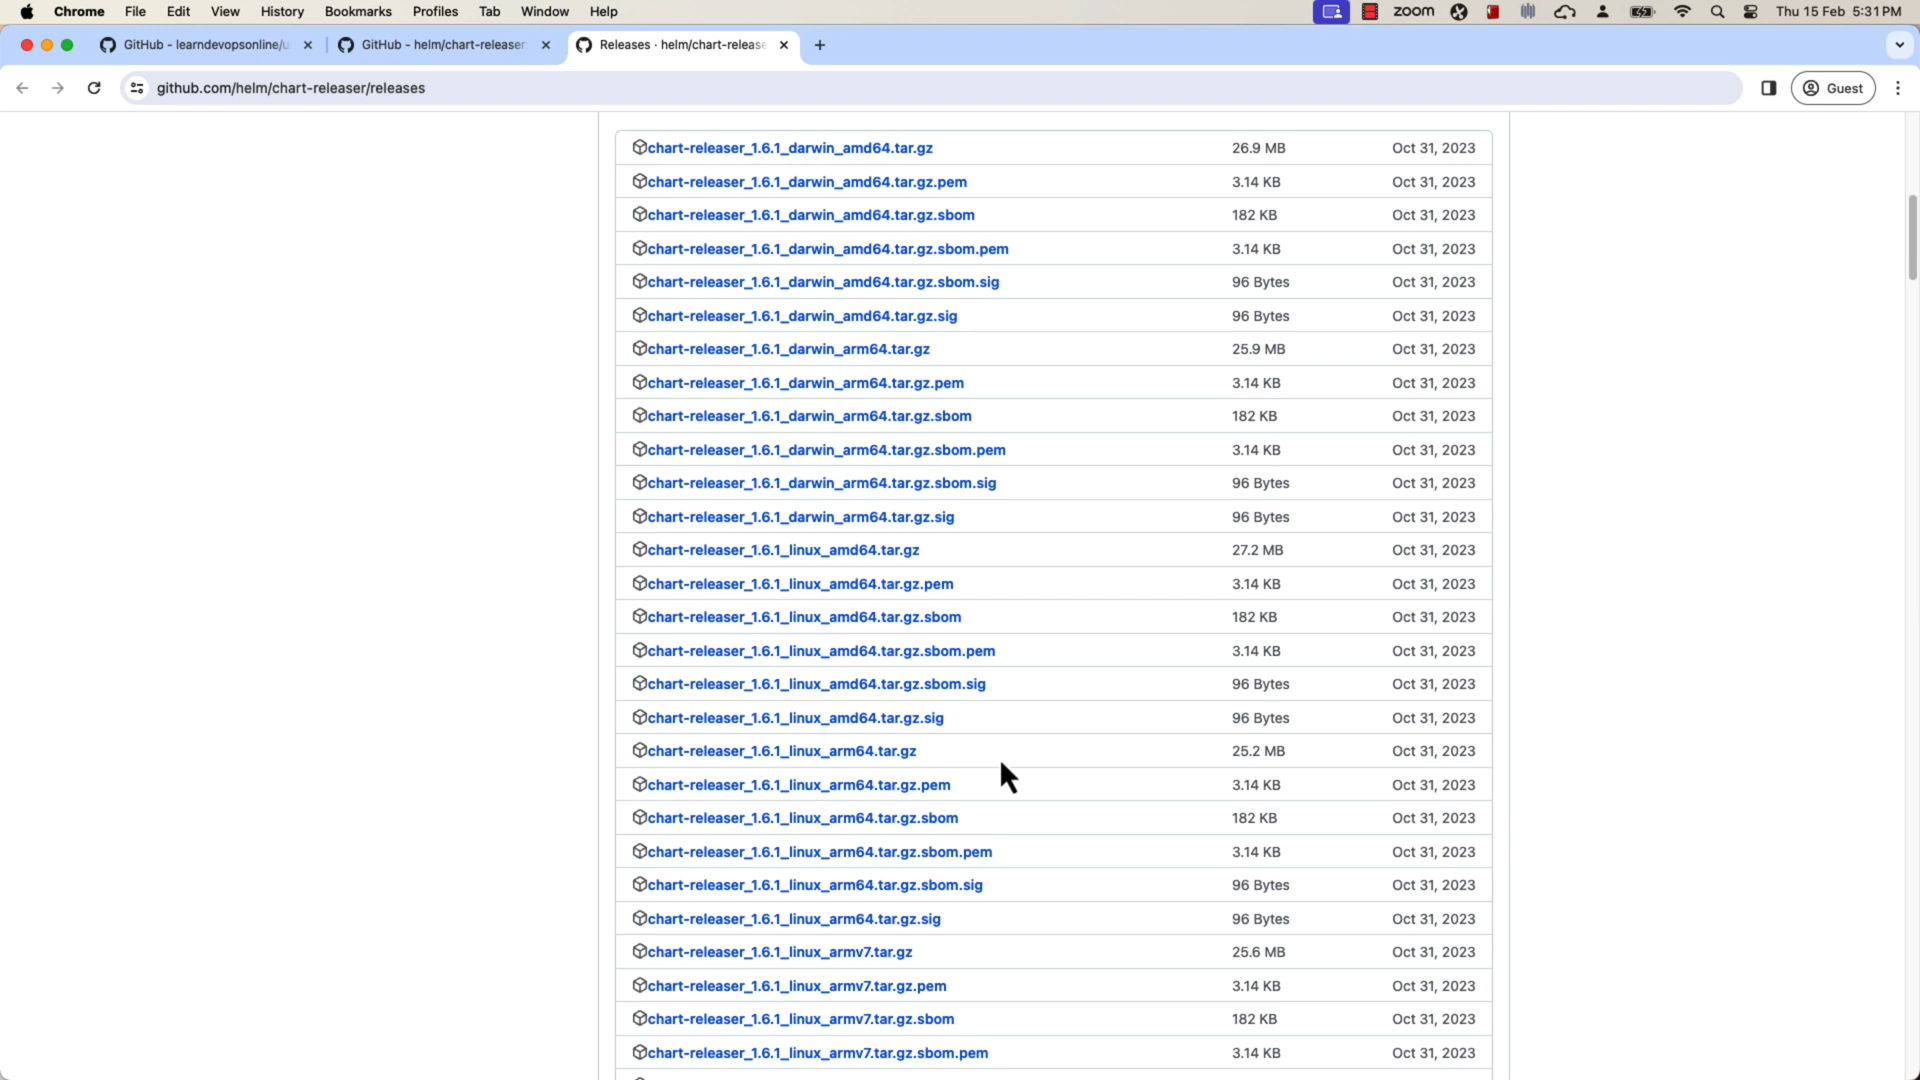 Chrome File Edit View History Bookmarks Profiles Tab Window Help zoom Thu 15 Feb 5:31 PM
GitHub - learndevopsonline/u GitHub - helm/chart-releaser Releases · helm/chart-release
github.com/helm/chart-releaser/releases Guest
chart-releaser_1.6.1_darwin_amd64.tar.gz 26.9 MB Oct 31, 2023
chart-releaser_1.6.1_darwin_amd64.tar.gz.pem 3.14 KB Oct 31, 2023
chart-releaser_1.6.1_darwin_amd64.tar.gz.sbom 182 KB Oct 31, 2023
chart-releaser_1.6.1_darwin_amd64.tar.gz.sbom.pem 3.14 KB Oct 31, 2023
chart-releaser_1.6.1_darwin_amd64.tar.gz.sbom.sig 96 Bytes Oct 31, 2023
chart-releaser_1.6.1_darwin_amd64.tar.gz.sig 96 Bytes Oct 31, 2023
chart-releaser_1.6.1_darwin_arm64.tar.gz 25.9 MB Oct 31, 2023
chart-releaser_1.6.1_darwin_arm64.tar.gz.pem 3.14 KB Oct 31, 2023
chart-releaser_1.6.1_darwin_arm64.tar.gz.sbom 182 KB Oct 31, 2023
chart-releaser_1.6.1_darwin_arm64.tar.gz.sbom.pem 3.14 KB Oct 31, 2023
chart-releaser_1.6.1_darwin_arm64.tar.gz.sbom.sig 96 Bytes Oct 31, 2023
chart-releaser_1.6.1_darwin_arm64.tar.gz.sig 96 Bytes Oct 31, 2023
chart-releaser_1.6.1_linux_amd64.tar.gz 27.2 MB Oct 31, 2023
chart-releaser_1.6.1_linux_amd64.tar.gz.pem 3.14 KB Oct 31, 2023
chart-releaser_1.6.1_linux_amd64.tar.gz.sbom 182 KB Oct 31, 2023
chart-releaser_1.6.1_linux_amd64.tar.gz.sbom.pem 3.14 KB Oct 31, 2023
chart-releaser_1.6.1_linux_amd64.tar.gz.sbom.sig 96 Bytes Oct 31, 2023
chart-releaser_1.6.1_linux_amd64.tar.gz.sig 96 Bytes Oct 31, 2023
chart-releaser_1.6.1_linux_arm64.tar.gz 25.2 MB Oct 31, 2023
chart-releaser_1.6.1_linux_arm64.tar.gz.pem 3.14 KB Oct 31, 2023
chart-releaser_1.6.1_linux_arm64.tar.gz.sbom 182 KB Oct 31, 2023
chart-releaser_1.6.1_linux_arm64.tar.gz.sbom.pem 3.14 KB Oct 31, 2023
chart-releaser_1.6.1_linux_arm64.tar.gz.sbom.sig 96 Bytes Oct 31, 2023
chart-releaser_1.6.1_linux_arm64.tar.gz.sig 96 Bytes Oct 31, 2023
chart-releaser_1.6.1_linux_armv7.tar.gz 25.6 MB Oct 31, 2023
chart-releaser_1.6.1_linux_armv7.tar.gz.pem 3.14 KB Oct 31, 2023
chart-releaser_1.6.1_linux_armv7.tar.gz.sbom 182 KB Oct 31, 2023
chart-releaser_1.6.1_linux_armv7.tar.gz.sbom.pem 3.14 KB Oct 31, 2023